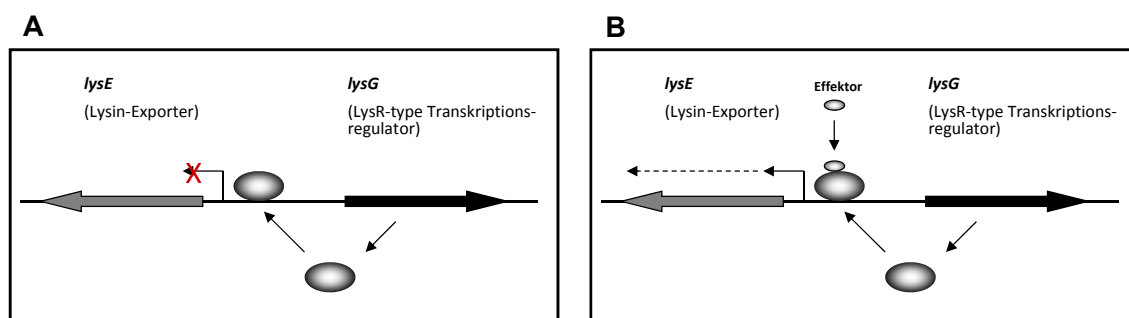 A
lysE
(Lysin-Exporter)
lysG
(LysR-type Transkriptions-
regulator)
X
B
lysE
(Lysin-Exporter)
Effektor
lysG
(LysR-type Transkriptions-
regulator)